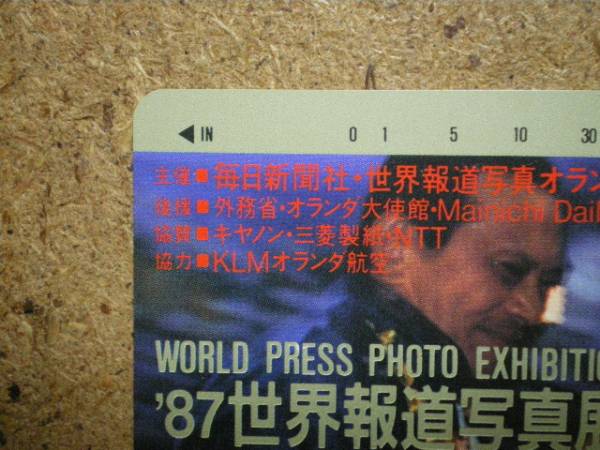 ◀ IN 0 1 5 10 30
主催■毎日新聞社・世界報道写真オラン
後援■外務省・オランダ大使館・Mainichi Dail
協賛■キヤノン・三菱製紙・NTT
協力■KLMオランダ航空
WORLD PRESS PHOTO EXHIBITIO
'87世界報道写真展